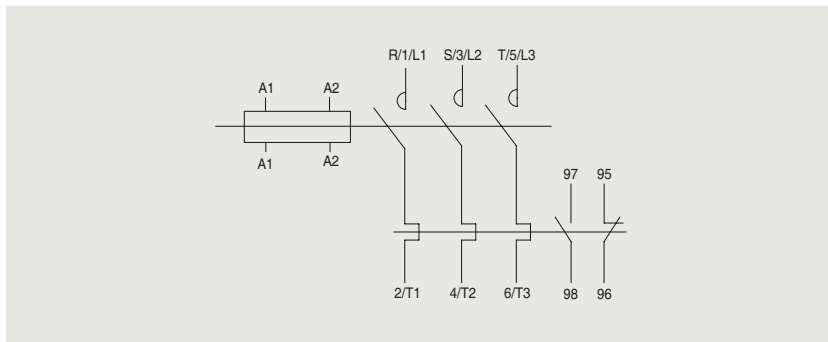 R/1/L1 S/3/L2 T/5/L3
A1 A2
A1 A2
97 95
2/T1 4/T2 6/T3 98 96